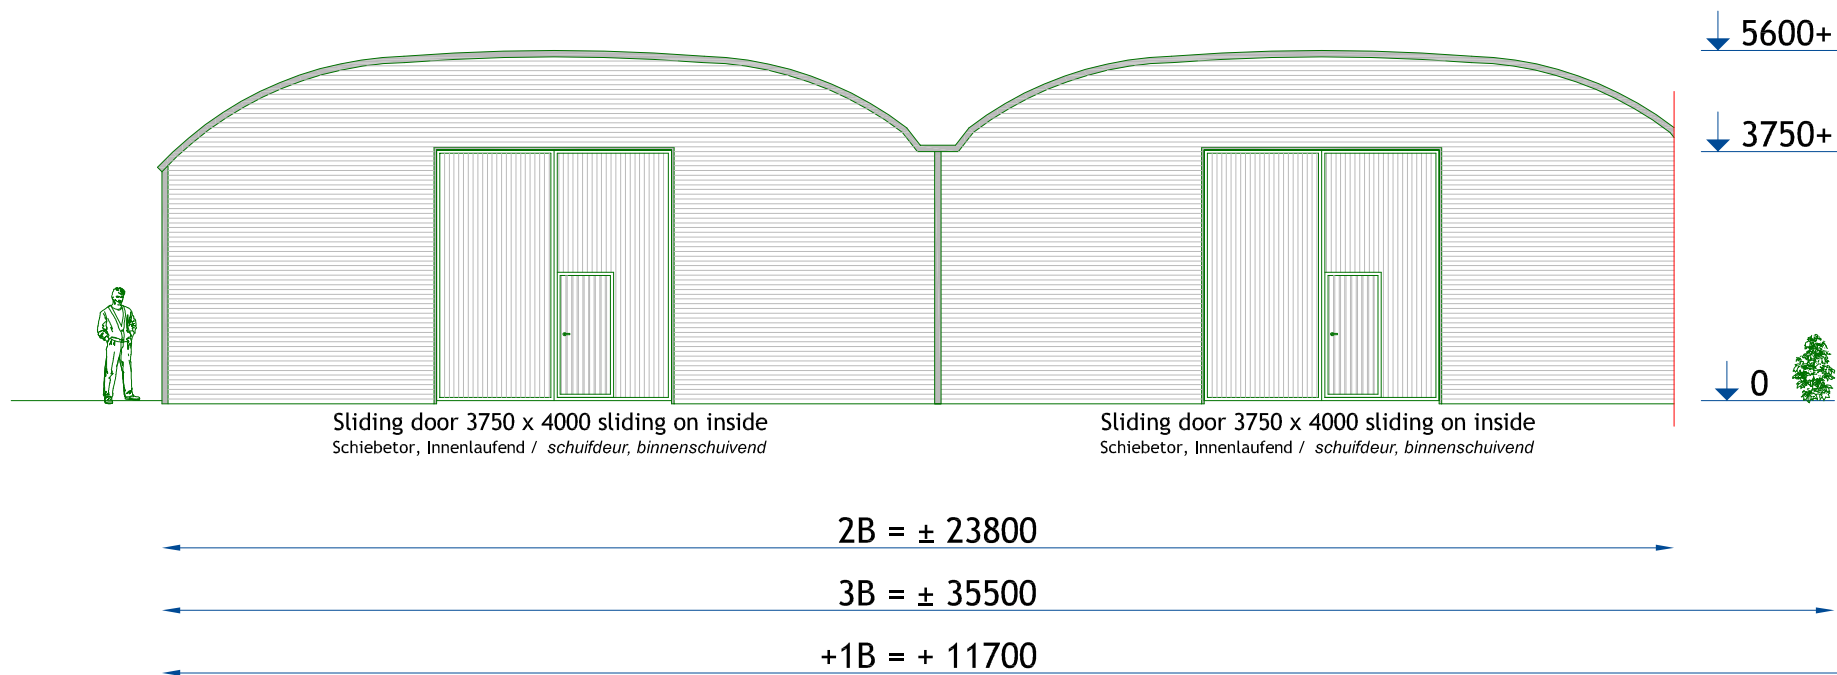 5600+
3750+
0
Sliding door 3750 x 4000 sliding on inside
Schiebetor, Innenlaufend / schuifdeur, binnenschuivend
Sliding door 3750 x 4000 sliding on inside
Schiebetor, Innenlaufend / schuifdeur, binnenschuivend
2B = ± 23800
3B = ± 35500
+1B = + 11700